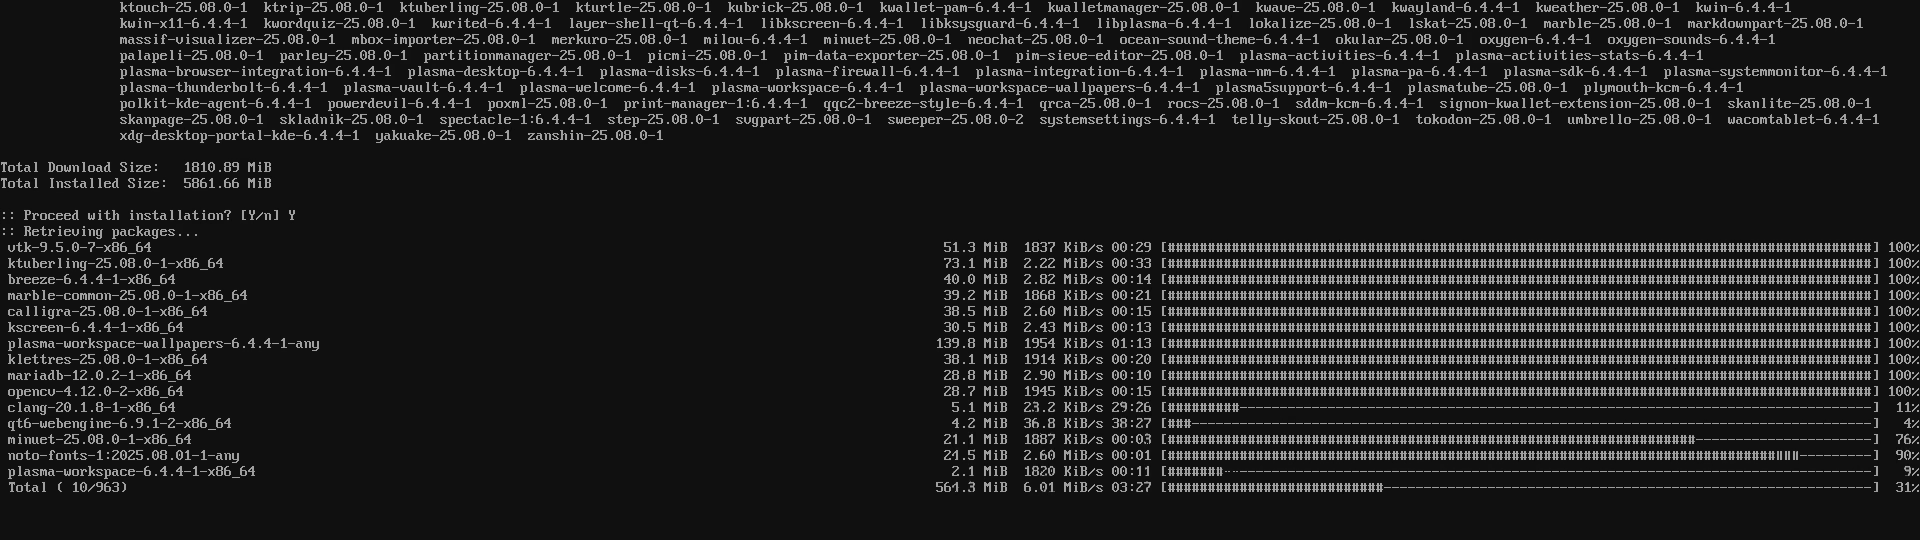 ktouch-25.08.0-1  ktrip-25.08.0-1  ktuberling-25.08.0-1  kturtle-25.08.0-1  kubrick-25.08.0-1  kwallet-pam-6.4.4-1  kwalletmanager-25.08.0-1  kwave-25.08.0-1  kwayland-6.4.4-1  kweather-25.08.0-1  kwin-6.4.4-1
kwin-x11-6.4.4-1  kwordquiz-25.08.0-1  kwrited-6.4.4-1  layer-shell-qt-6.4.4-1  libkscreen-6.4.4-1  libksysguard-6.4.4-1  libplasma-6.4.4-1  lokalize-25.08.0-1  lskat-25.08.0-1  marble-25.08.0-1  markdownpart-25.08.0-1
massif-visualizer-25.08.0-1  mbox-importer-25.08.0-1  merkuro-25.08.0-1  milou-6.4.4-1  minuet-25.08.0-1  neochat-25.08.0-1  ocean-sound-theme-6.4.4-1  okular-25.08.0-1  oxygen-6.4.4-1  oxygen-sounds-6.4.4-1
palapeli-25.08.0-1  parley-25.08.0-1  partitionmanager-25.08.0-1  picmi-25.08.0-1  pim-data-exporter-25.08.0-1  pim-sieve-editor-25.08.0-1  plasma-activities-6.4.4-1  plasma-activities-stats-6.4.4-1
plasma-browser-integration-6.4.4-1  plasma-desktop-6.4.4-1  plasma-disks-6.4.4-1  plasma-firewall-6.4.4-1  plasma-integration-6.4.4-1  plasma-nm-6.4.4-1  plasma-pa-6.4.4-1  plasma-sdk-6.4.4-1  plasma-systemmonitor-6.4.4-1
plasma-thunderbolt-6.4.4-1  plasma-vault-6.4.4-1  plasma-welcome-6.4.4-1  plasma-workspace-6.4.4-1  plasma-workspace-wallpapers-6.4.4-1  plasma5support-6.4.4-1  plasmatube-25.08.0-1  plymouth-kcm-6.4.4-1
polkit-kde-agent-6.4.4-1  powerdevil-6.4.4-1  poxml-25.08.0-1  print-manager-1:6.4.4-1  qqc2-breeze-style-6.4.4-1  qrca-25.08.0-1  rocs-25.08.0-1  sddm-kcm-6.4.4-1  signon-kwallet-extension-25.08.0-1  skanlite-25.08.0-1
skanpage-25.08.0-1  skladnik-25.08.0-1  spectacle-1:6.4.4-1  step-25.08.0-1  svgpart-25.08.0-1  sweeper-25.08.0-2  systemsettings-6.4.4-1  telly-skout-25.08.0-1  tokodon-25.08.0-1  umbrello-25.08.0-1  wacomtablet-6.4.4-1
xdg-desktop-portal-kde-6.4.4-1  yakuake-25.08.0-1  zanshin-25.08.0-1
Total Download Size:   1810.89 MiB
Total Installed Size:  5861.66 MiB
:: Proceed with installation? [Y/n] Y
:: Retrieving packages...
vtk-9.5.0-7-x86_64 51.3 MiB  1837 KiB/s 00:29 [########################################################################################] 100%
ktuberling-25.08.0-1-x86_64 73.1 MiB  2.22 MiB/s 00:33 [########################################################################################] 100%
breeze-6.4.4-1-x86_64 40.0 MiB  2.82 MiB/s 00:14 [########################################################################################] 100%
marble-common-25.08.0-1-x86_64 39.2 MiB  1868 KiB/s 00:21 [########################################################################################] 100%
calligra-25.08.0-1-x86_64 38.5 MiB  2.60 MiB/s 00:15 [########################################################################################] 100%
kscreen-6.4.4-1-x86_64 30.5 MiB  2.43 MiB/s 00:13 [########################################################################################] 100%
plasma-workspace-wallpapers-6.4.4-1-any 139.8 MiB  1954 KiB/s 01:13 [########################################################################################] 100%
klettres-25.08.0-1-x86_64 38.1 MiB  1914 KiB/s 00:20 [########################################################################################] 100%
mariadb-12.0.2-1-x86_64 28.8 MiB  2.90 MiB/s 00:10 [########################################################################################] 100%
opencv-4.12.0-2-x86_64 28.7 MiB  1945 KiB/s 00:15 [########################################################################################] 100%
clang-20.1.8-1-x86_64 5.1 MiB  23.2 KiB/s 29:26 [#########-------------------------------------------------------------------------------] 11%
qt6-webengine-6.9.1-2-x86_64 4.2 MiB  36.8 KiB/s 38:27 [###-------------------------------------------------------------------------------------] 4%
minuet-25.08.0-1-x86_64 21.1 MiB  1887 KiB/s 00:03 [##################################################################----------------------] 76%
noto-fonts-1:2025.08.01-1-any 24.5 MiB  2.60 MiB/s 00:01 [###############################################################################---------] 90%
plasma-workspace-6.4.4-1-x86_64 2.1 MiB  1820 KiB/s 00:11 [#######---------------------------------------------------------------------------------] 9%
Total ( 10/963) 564.3 MiB  6.01 MiB/s 03:27 [###########################-------------------------------------------------------------] 31%